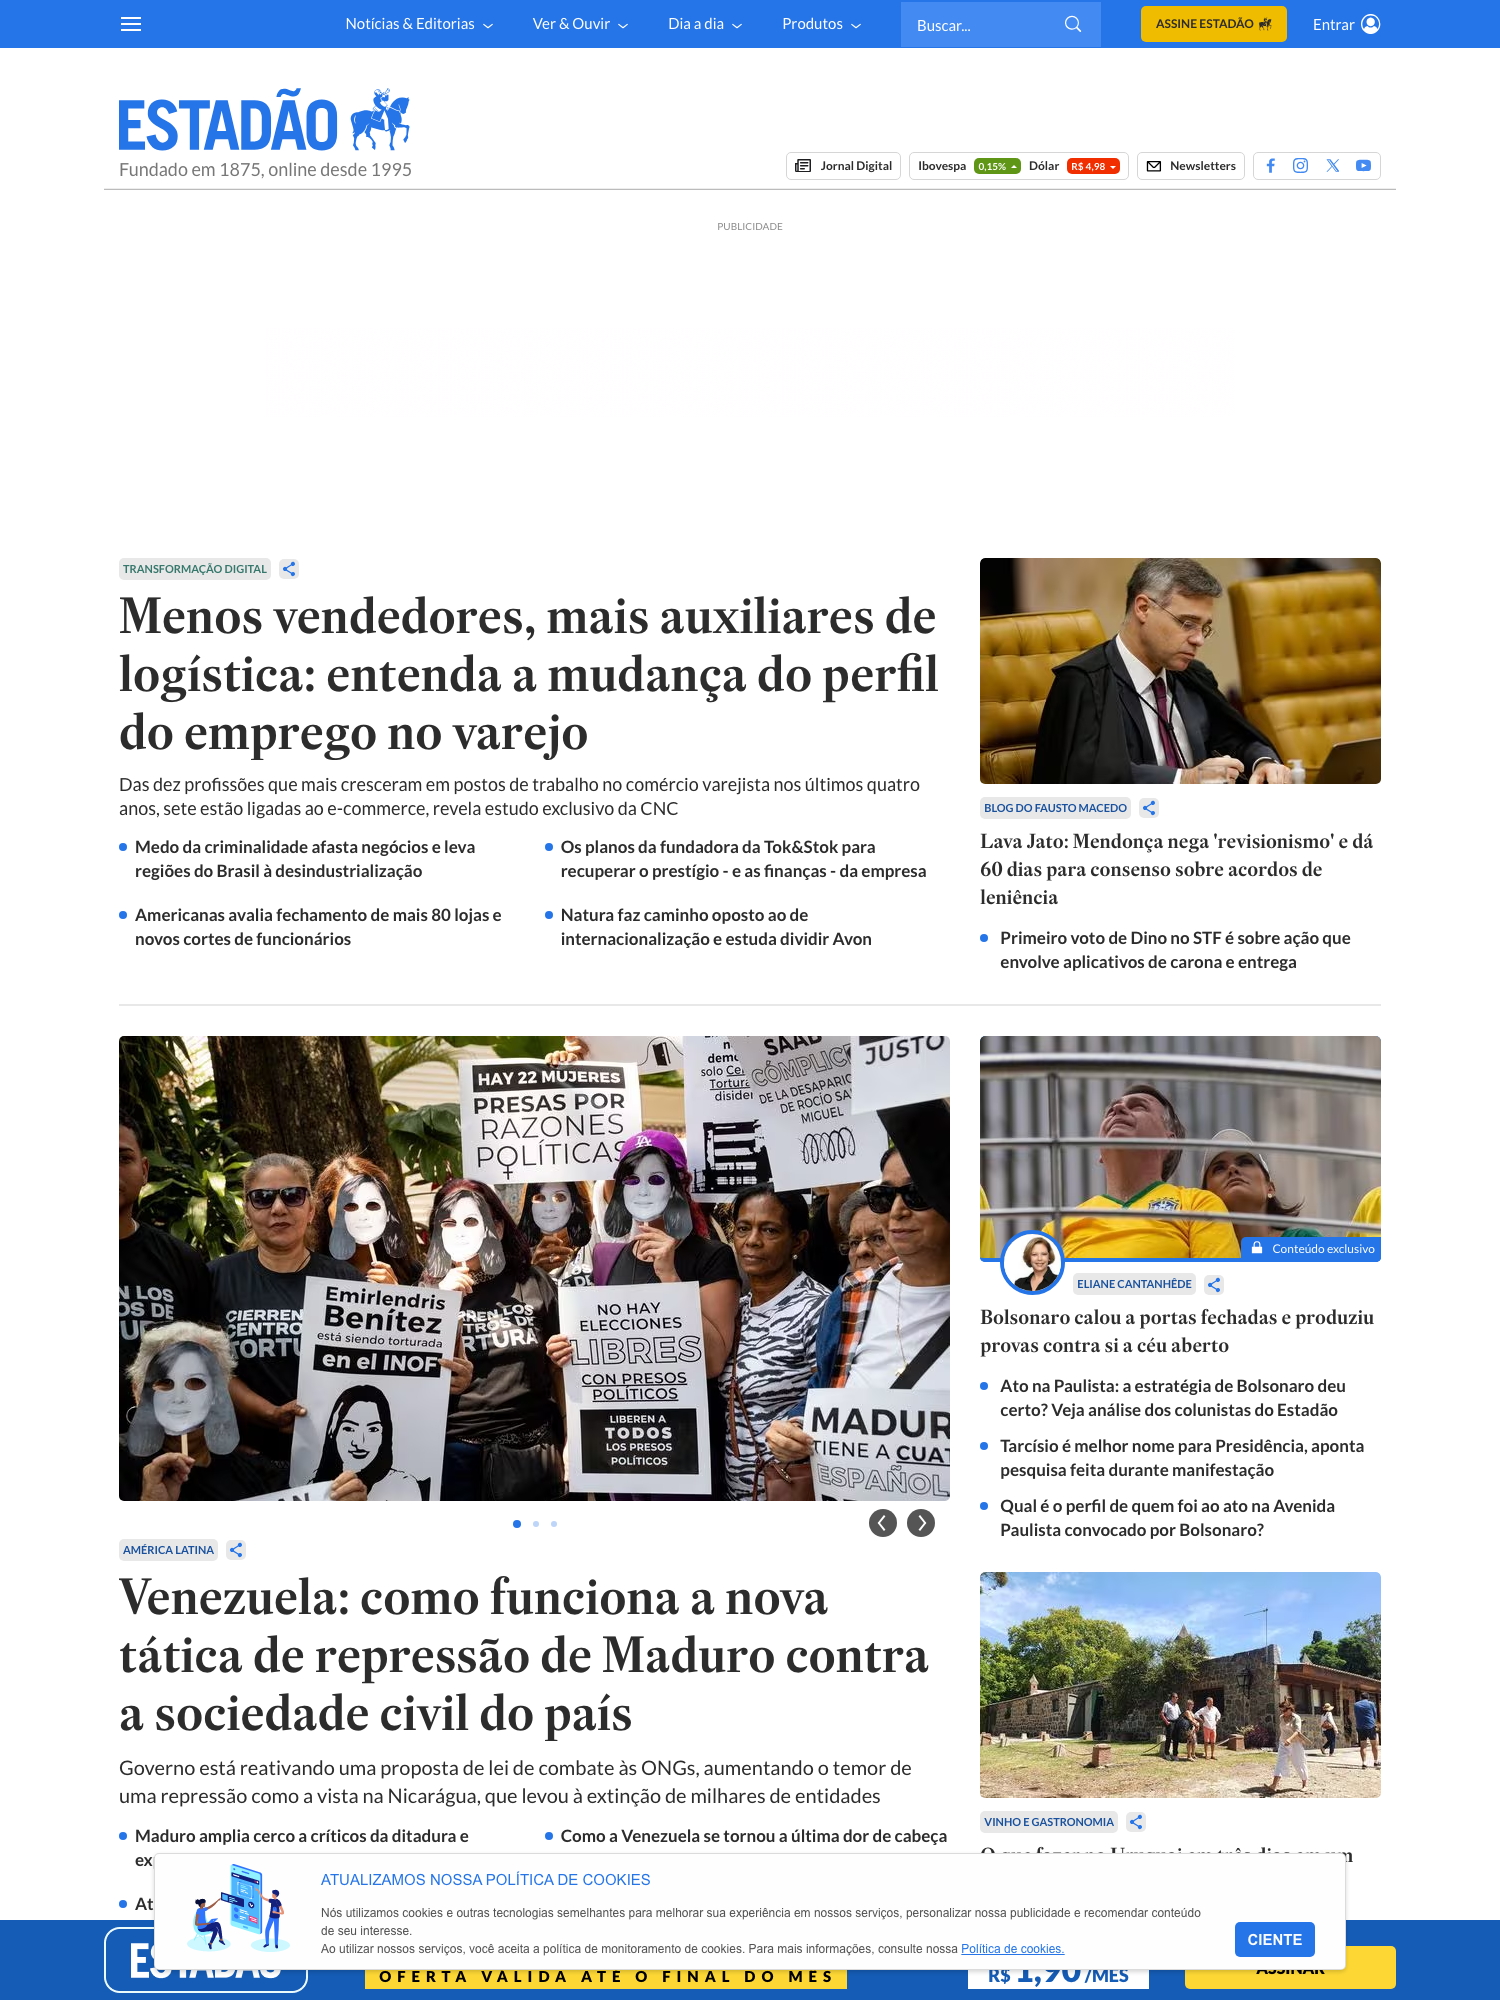 Notícias & Editorias
Ver & Ouvir
Dia a dia
Produtos
Buscar...
ASSINE ESTADÃO
Entrar
ESTADÃO
Fundado em 1875, online desde 1995
Jornal Digital
Ibovespa 0,15%
Dólar R$ 4,98
Newsletters
PUBLICIDADE
TRANSFORMAÇÃO DIGITAL
Menos vendedores, mais auxiliares de
logística: entenda a mudança do perfil
do emprego no varejo
Das dez profissões que mais cresceram em postos de trabalho no comércio varejista nos últimos quatro
anos, sete estão ligadas ao e-commerce, revela estudo exclusivo da CNC
Medo da criminalidade afasta negócios e leva
regiões do Brasil à desindustrialização
Americanas avalia fechamento de mais 80 lojas e
novos cortes de funcionários
Os planos da fundadora da Tok&Stok para
recuperar o prestígio - e as finanças - da empresa
Natura faz caminho oposto ao de
internacionalização e estuda dividir Avon
BLOG DO FAUSTO MACEDO
Lava Jato: Mendonça nega 'revisionismo' e dá
60 dias para consenso sobre acordos de
leniência
Primeiro voto de Dino no STF é sobre ação que
envolve aplicativos de carona e entrega
HAY 22 MUJERES
PRESAS POR
RAZONES
POLÍTICAS
solo
SAAB
CÓMPLICE
DE LA DESAPARIC
DE ROCÍO SA
MIGUEL
JUSTO
LA
EN LOS
OS DE
CIERREN
CENTRO
TORTUR
Emirlendris
Benítez
está siendo torturada
en el INOF
RREN LOS
TROS DE
RTURA
NO HAY
ELECCIONES
LIBRES
CON PRESOS
POLÍTICOS
LIBEREN A
TODOS
LOS PRESOS
POLÍTICOS
MADUR
TIENE A CUAT
ESPAÑOL
AMÉRICA LATINA
Venezuela: como funciona a nova
tática de repressão de Maduro contra
a sociedade civil do país
Governo está reativando uma proposta de lei de combate às ONGs, aumentando o temor de
uma repressão como a vista na Nicarágua, que levou à extinção de milhares de entidades
Maduro amplia cerco a críticos da ditadura e
ex
At
Como a Venezuela se tornou a última dor de cabeça
Conteúdo exclusivo
ELIANE CANTANHÊDE
Bolsonaro calou a portas fechadas e produziu
provas contra si a céu aberto
Ato na Paulista: a estratégia de Bolsonaro deu
certo? Veja análise dos colunistas do Estadão
Tarcísio é melhor nome para Presidência, aponta
pesquisa feita durante manifestação
Qual é o perfil de quem foi ao ato na Avenida
Paulista convocado por Bolsonaro?
VINHO E GASTRONOMIA
O que fazer no Uruguai em três dias em um
ATUALIZAMOS NOSSA POLÍTICA DE COOKIES
Nós utilizamos cookies e outras tecnologias semelhantes para melhorar sua experiência em nossos serviços, personalizar nossa publicidade e recomendar conteúdo
de seu interesse.
Ao utilizar nossos serviços, você aceita a política de monitoramento de cookies. Para mais informações, consulte nossa Política de cookies.
CIENTE
ESTADÃO
OFERTA VÁLIDA ATÉ O FINAL DO MÊS
R$ 1,90/MÊS
ASSINAR